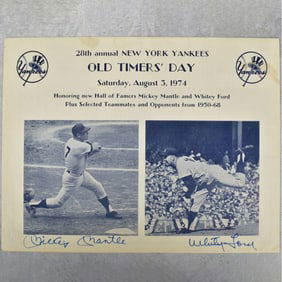 28th annual NEW YORK YANKEES
Yankees
OLD TIMERS' DAY
Yankees
Saturday, August 3, 1974
Honoring new Hall of Famers Mickey Mantle and Whitey Ford
Plus Selected Teammates and Opponents from 1950-68
7
Mickey Mantle
Whitey Ford